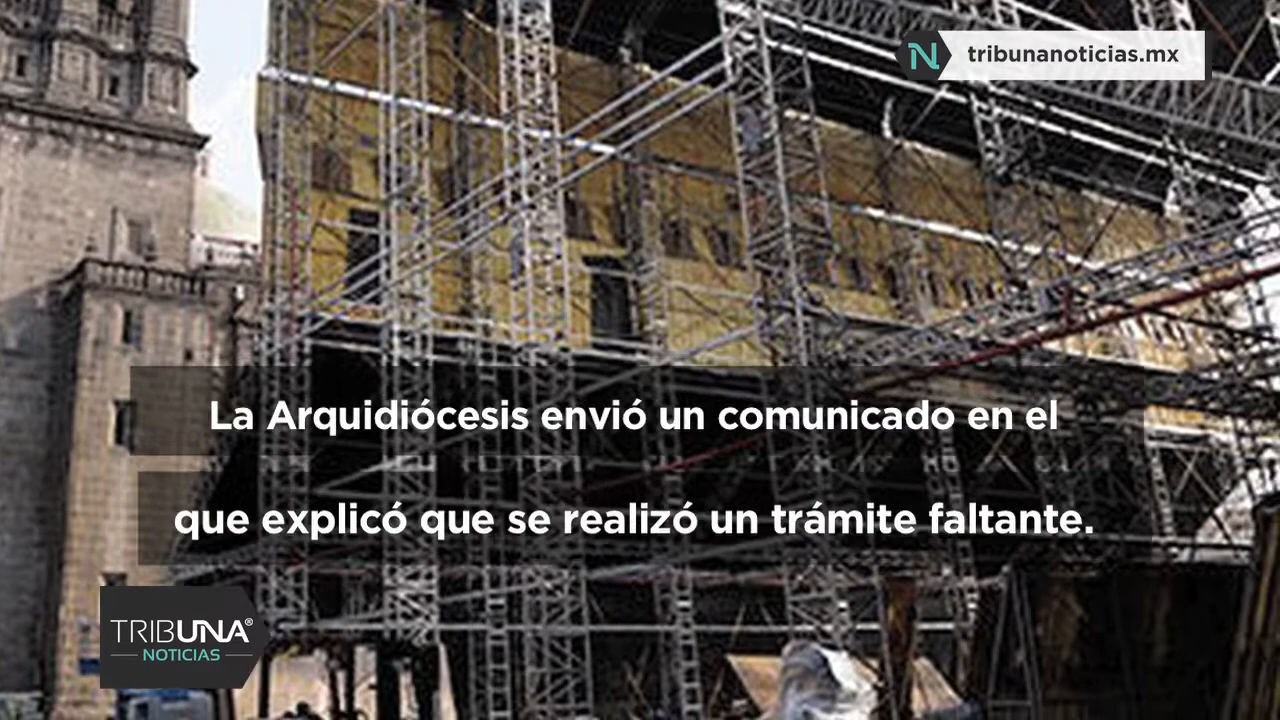 N tribunanoticias.mx
La Arquidiócesis envió un comunicado en el
que explicó que se realizó un trámite faltante.
TRIBUNA®
NOTICIAS